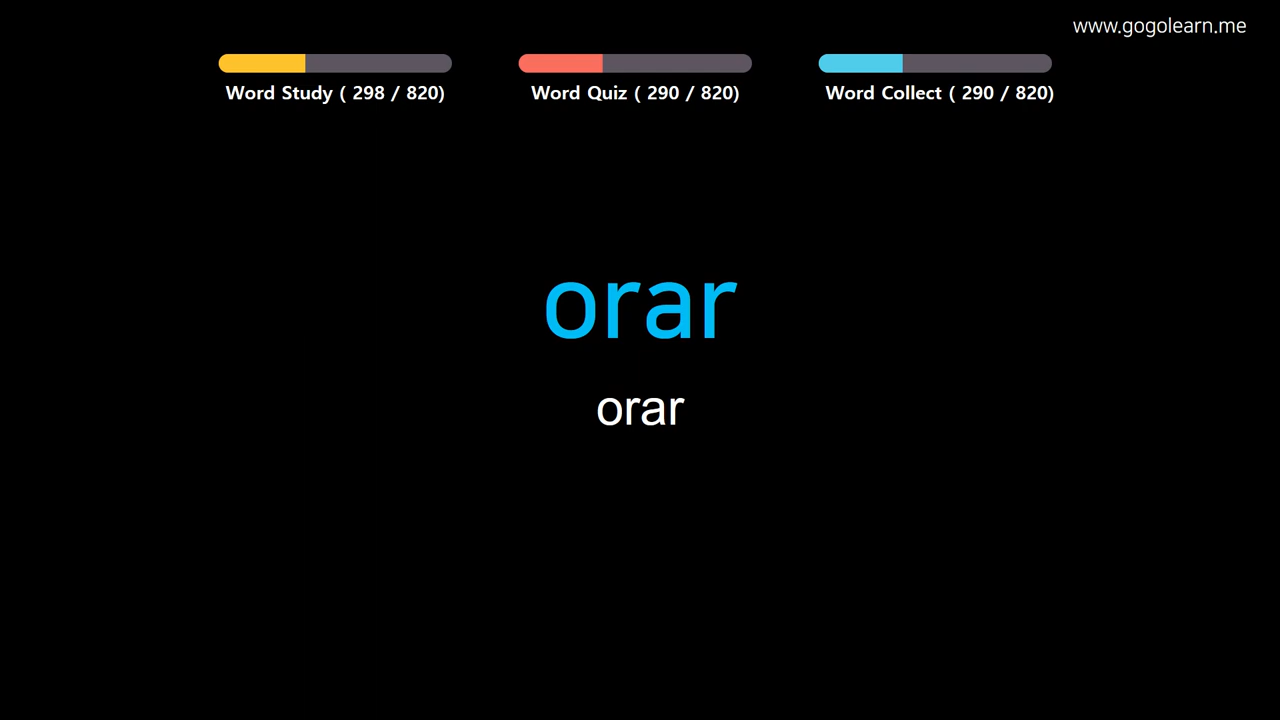 www.gogolearn.me
Word Study ( 298 / 820)
Word Quiz ( 290 / 820)
Word Collect ( 290 / 820)
orar
orar